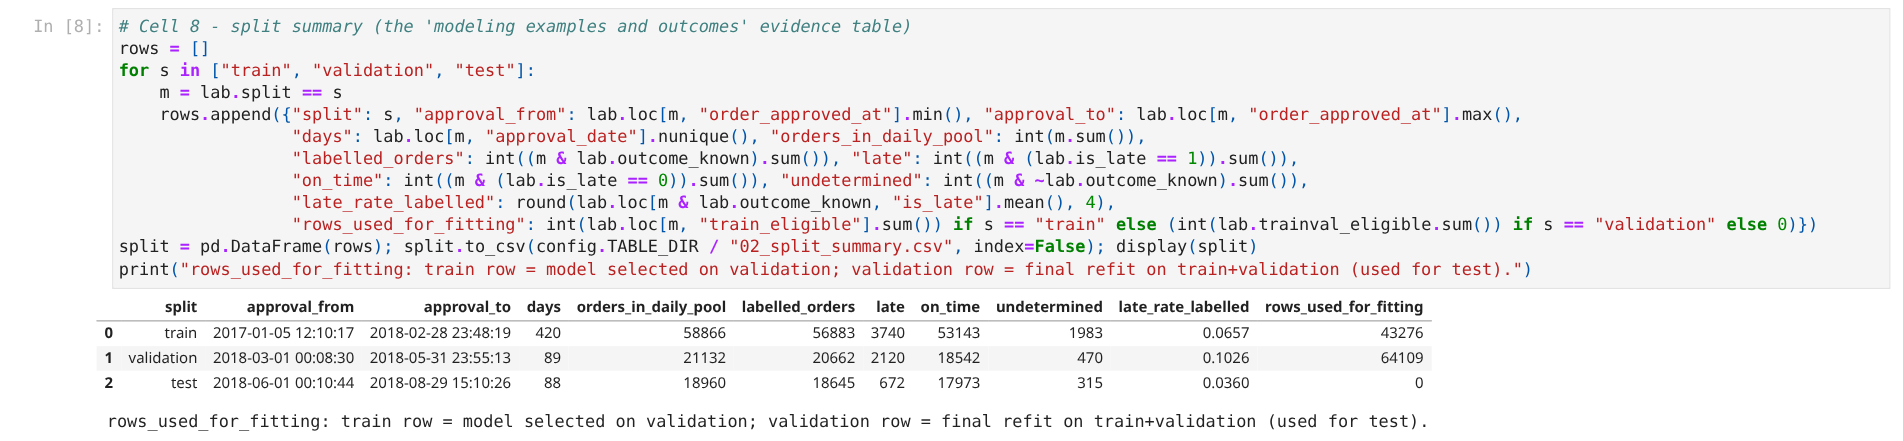 In [8]:
# Cell 8 - split summary (the 'modeling examples and outcomes' evidence table)
rows = []
for s in ["train", "validation", "test"]:
    m = lab.split == s
    rows.append({"split": s, "approval_from": lab.loc[m, "order_approved_at"].min(), "approval_to": lab.loc[m, "order_approved_at"].max(),
                 "days": lab.loc[m, "approval_date"].nunique(), "orders_in_daily_pool": int(m.sum()),
                 "labelled_orders": int((m & lab.outcome_known).sum()), "late": int((m & (lab.is_late == 1)).sum()),
                 "on_time": int((m & (lab.is_late == 0)).sum()), "undetermined": int((m & ~lab.outcome_known).sum()),
                 "late_rate_labelled": round(lab.loc[m & lab.outcome_known, "is_late"].mean(), 4),
                 "rows_used_for_fitting": int(lab.loc[m, "train_eligible"].sum()) if s == "train" else (int(lab.trainval_eligible.sum()) if s == "validation" else 0)})
split = pd.DataFrame(rows); split.to_csv(config.TABLE_DIR / "02_split_summary.csv", index=False); display(split)
print("rows_used_for_fitting: train row = model selected on validation; validation row = final refit on train+validation (used for test).")
split approval_from approval_to days orders_in_daily_pool labelled_orders late on_time undetermined late_rate_labelled rows_used_for_fitting
0 train 2017-01-05 12:10:17 2018-02-28 23:48:19 420 58866 56883 3740 53143 1983 0.0657 43276
1 validation 2018-03-01 00:08:30 2018-05-31 23:55:13 89 21132 20662 2120 18542 470 0.1026 64109
2 test 2018-06-01 00:10:44 2018-08-29 15:10:26 88 18960 18645 672 17973 315 0.0360 0
rows_used_for_fitting: train row = model selected on validation; validation row = final refit on train+validation (used for test).